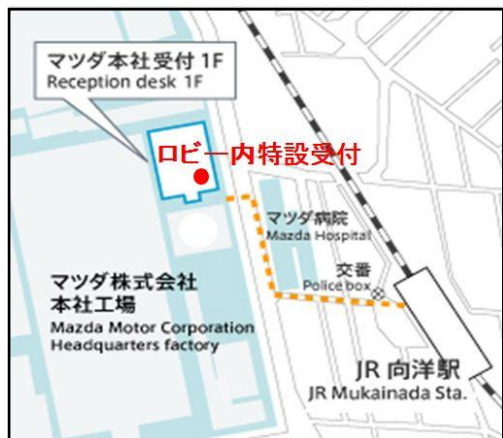 マツダ本社受付 1F
Reception desk 1F
ロビー内特設受付
マツダ病院
Mazda Hospital
交番
Police box
マツダ株式会社
本社工場
Mazda Motor Corporation
Headquarters factory
JR 向洋駅
JR Mukainada Sta.